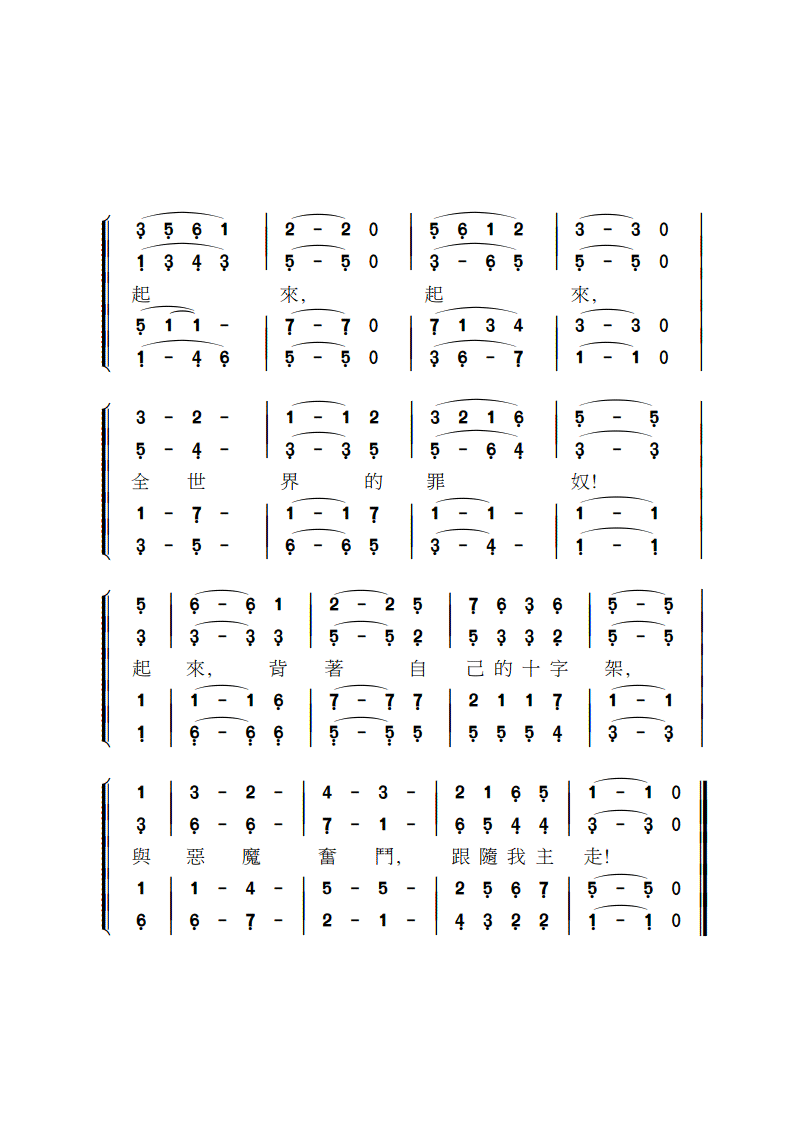 3 5 6 1 | 2 - 2 0 | 5 6 1 2 | 3 - 3 0 |
1 3 4 3 | 5 - 5 0 | 3 - 6 5 | 5 - 5 0
起 來, 起 來,
5 1 1 - | 7 - 7 0 | 7 1 3 4 | 3 - 3 0 |
1 - 4 6 | 5 - 5 0 | 3 6 - 7 | 1 - 1 0
3 - 2 - | 1 - 1 2 | 3 2 1 6 | 5 - 5 |
5 - 4 - | 3 - 3 5 | 5 - 6 4 | 3 - 3
全 世 界 的 罪 奴!
1 - 7 - | 1 - 1 7 | 1 - 1 - | 1 - 1 |
3 - 5 - | 6 - 6 5 | 3 - 4 - | 1 - 1
5 | 6 - 6 1 | 2 - 2 5 | 7 6 3 6 | 5 - 5 |
3 | 3 - 3 3 | 5 - 5 2 | 5 3 3 2 | 5 - 5
起 來, 背 著 自 己 的 十 字 架,
1 | 1 - 1 6 | 7 - 7 7 | 2 1 1 7 | 1 - 1 |
1 | 6 - 6 6 | 5 - 5 5 | 5 5 5 4 | 3 - 3
1 | 3 - 2 - | 4 - 3 - | 2 1 6 5 | 1 - 1 0
3 | 6 - 6 - | 7 - 1 - | 6 5 4 4 | 3 - 3 0
與 惡 魔 奮 鬥, 跟 隨 我 主 走!
1 | 1 - 4 - | 5 - 5 - | 2 5 6 7 | 5 - 5 0
6 | 6 - 7 - | 2 - 1 - | 4 3 2 2 | 1 - 1 0